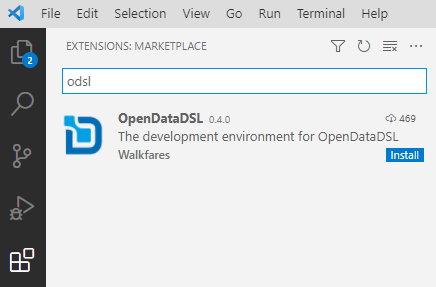 File Edit Selection View Go Run Terminal Help
EXTENSIONS: MARKETPLACE
2
odsl
OpenDataDSL 0.4.0 469
The development environment for OpenDataDSL
Walkfares Install